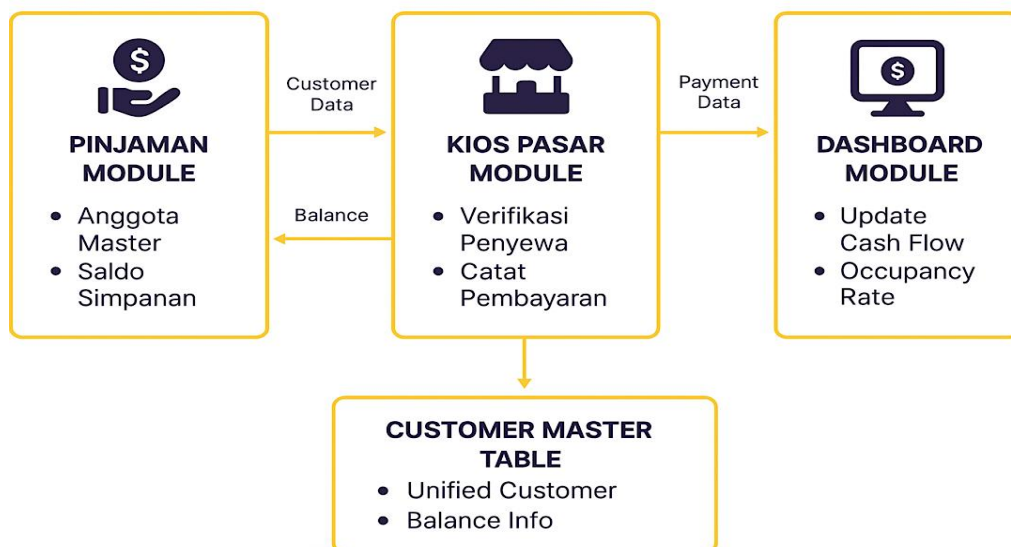 $
PINJAMAN
MODULE
• Anggota
Master
• Saldo
Simpanan
Customer
Data
Balance
KIOS PASAR
MODULE
• Verifikasi
Penyewa
• Catat
Pembayaran
Payment
Data
$
DASHBOARD
MODULE
• Update
Cash Flow
• Occupancy
Rate
CUSTOMER MASTER
TABLE
• Unified Customer
• Balance Info